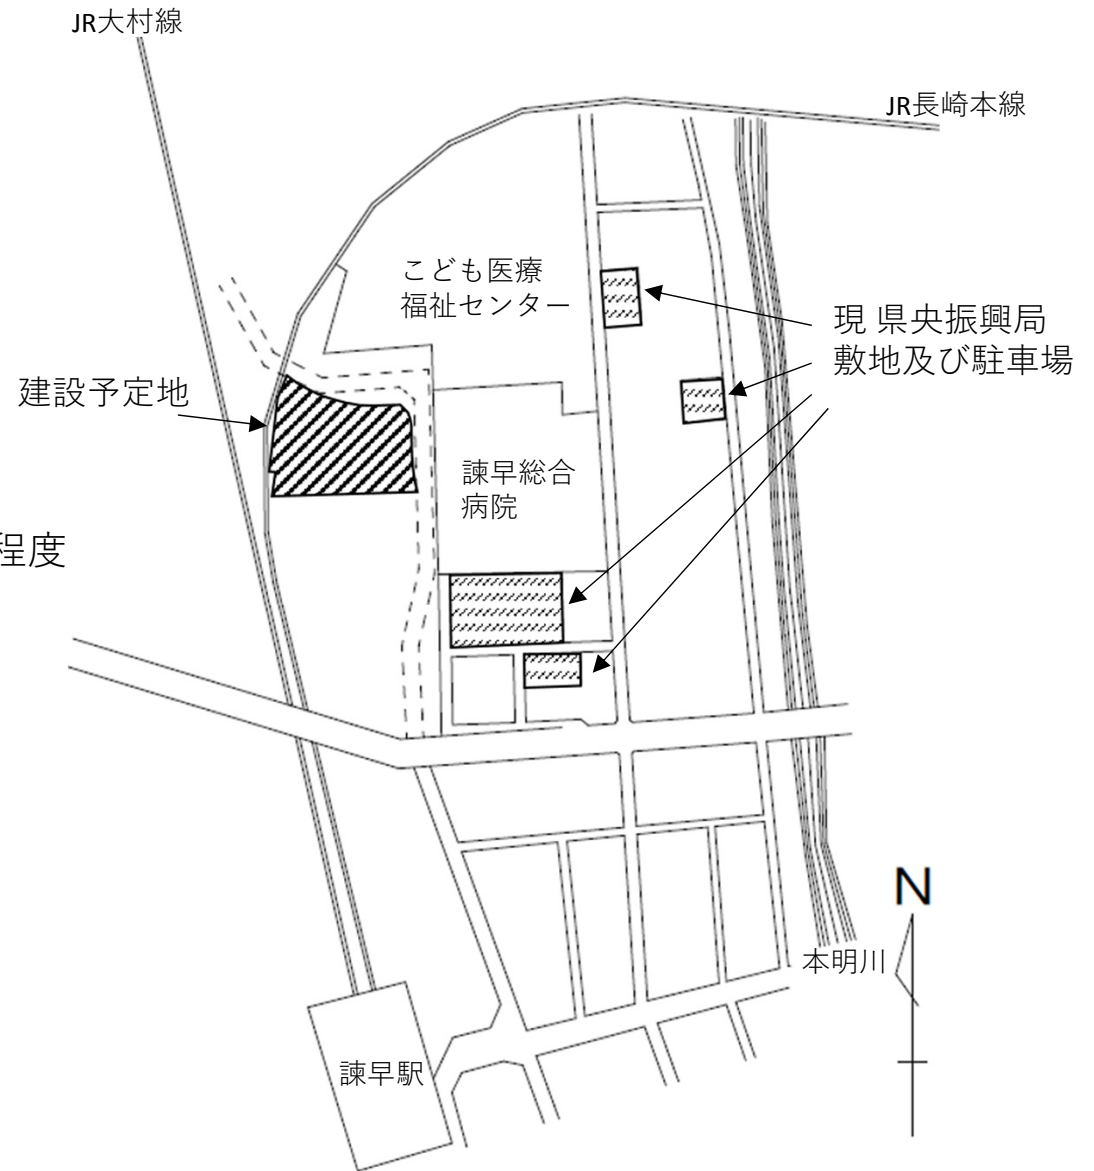 JR大村線
JR長崎本線
こども医療
福祉センター
現 県央振興局
敷地及び駐車場
建設予定地
諫早総合
病院
程度
N
本明川
諫早駅